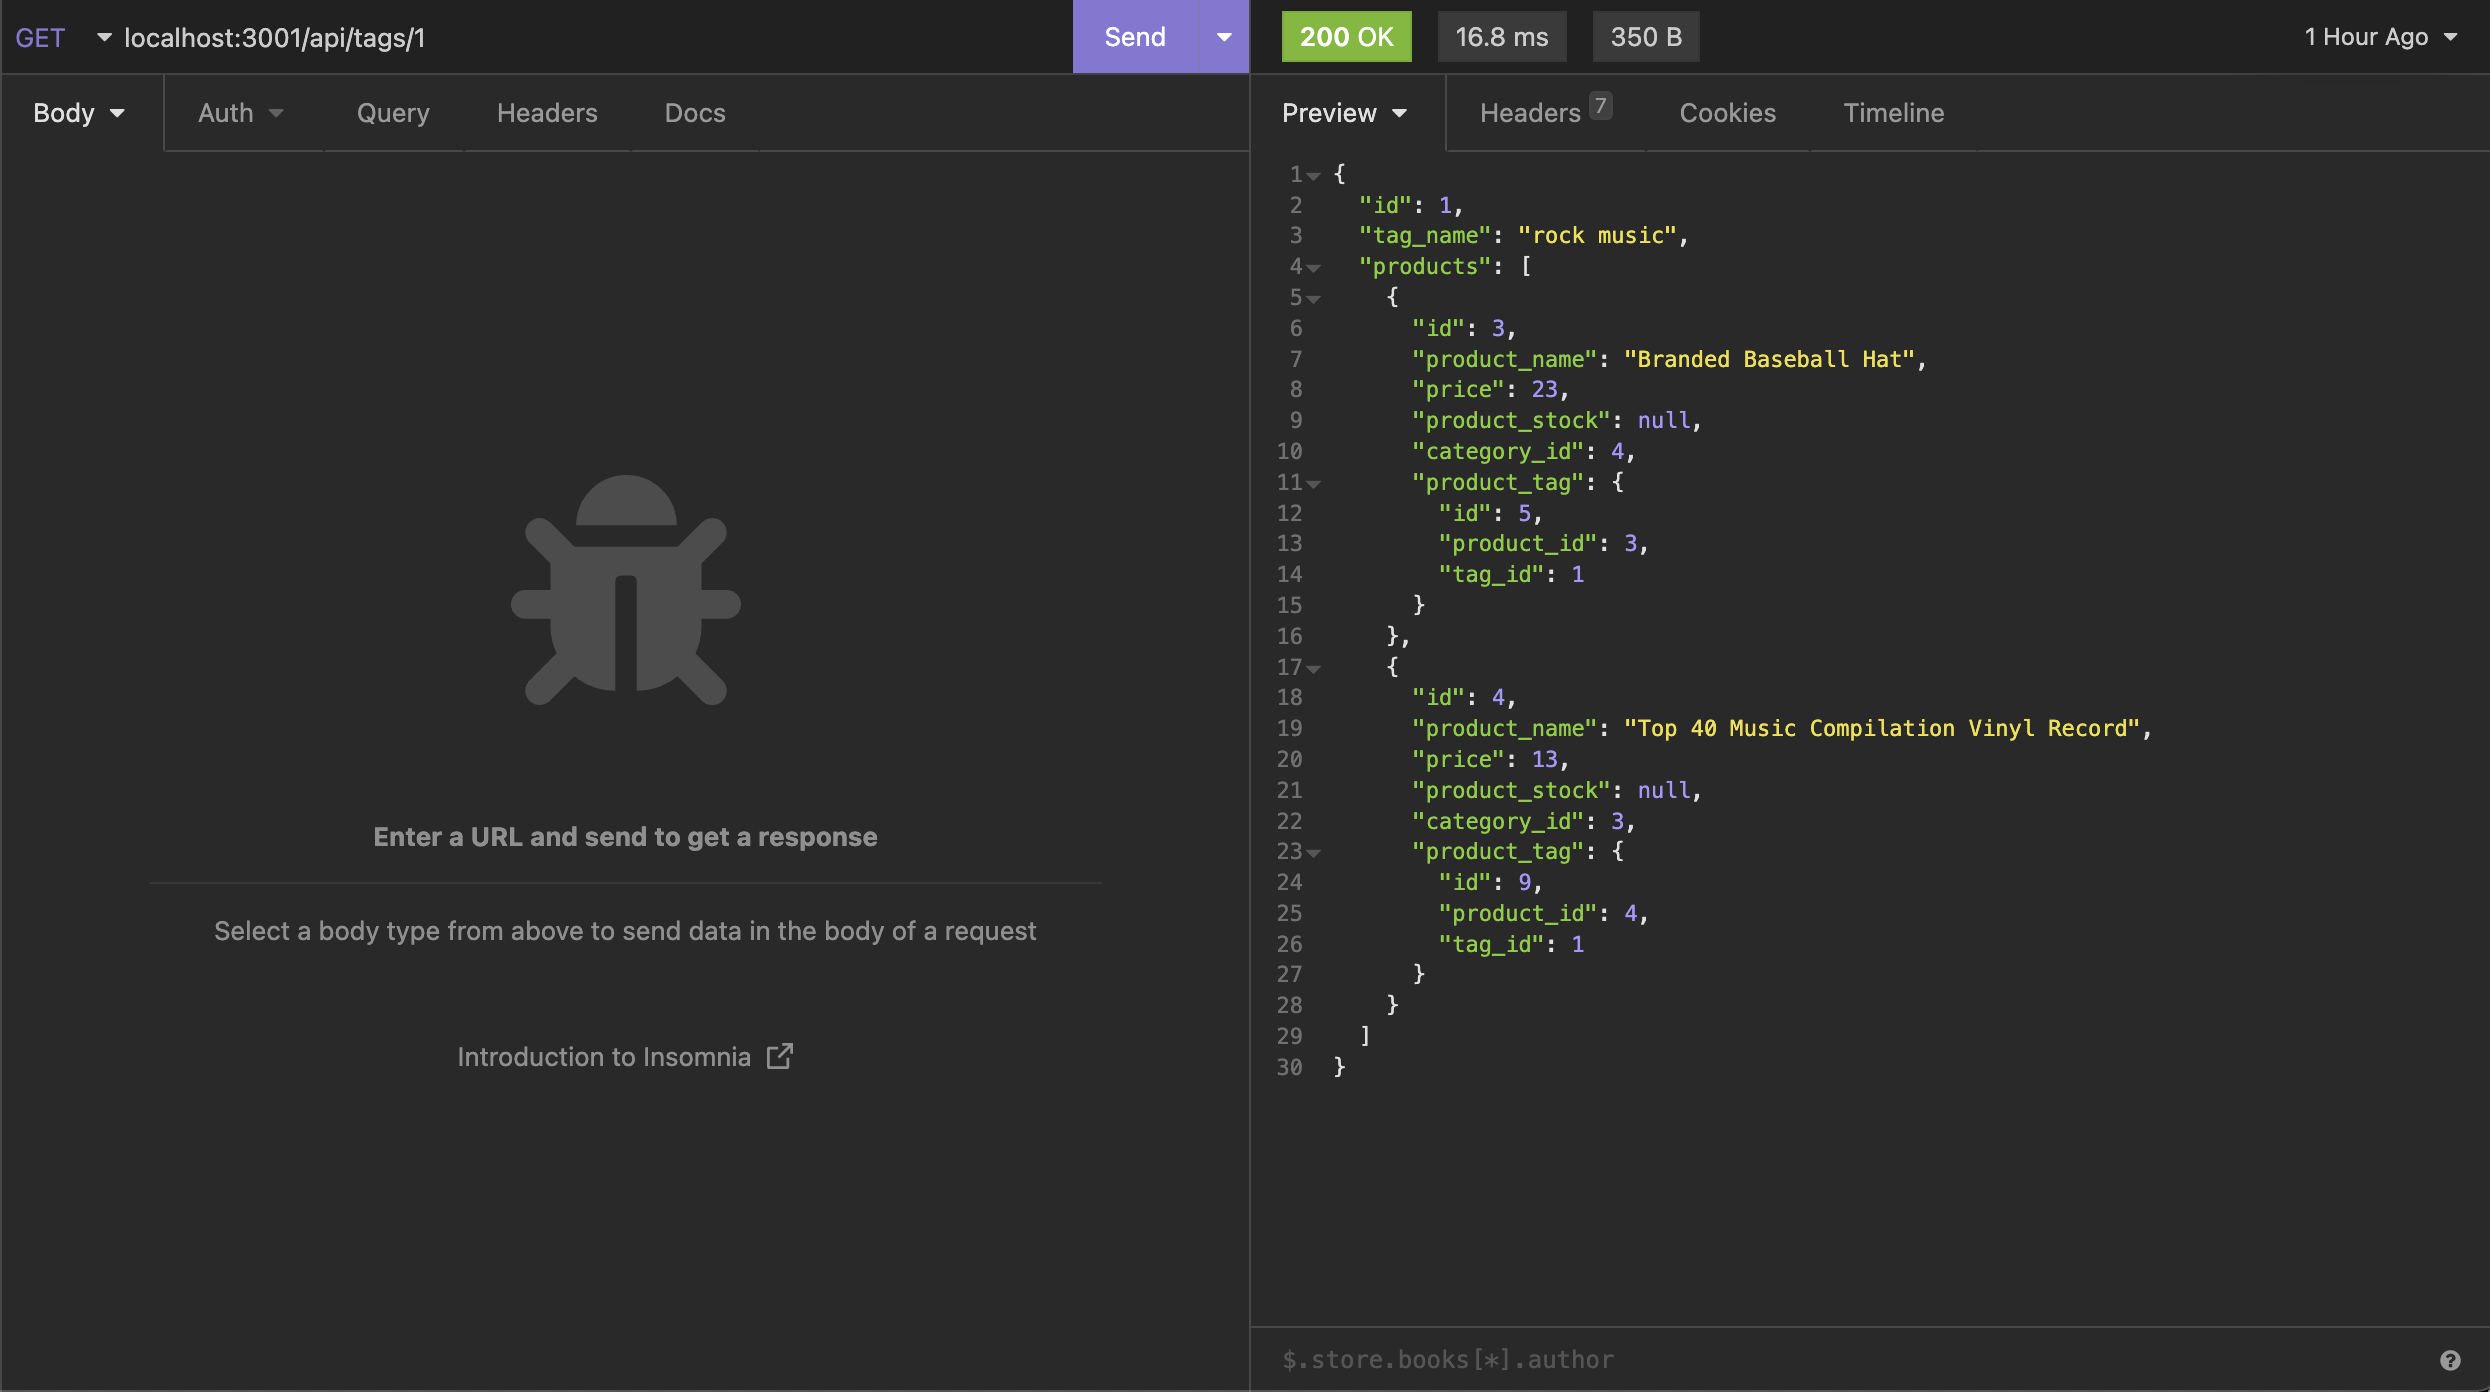 GET localhost:3001/api/tags/1 Send
200 OK 16.8 ms 350 B 1 Hour Ago
Body Auth Query Headers Docs
Enter a URL and send to get a response
Select a body type from above to send data in the body of a request
Introduction to Insomnia
Preview Headers 7 Cookies Timeline
1 {
2 "id": 1,
3 "tag_name": "rock music",
4 "products": [
5 {
6 "id": 3,
7 "product_name": "Branded Baseball Hat",
8 "price": 23,
9 "product_stock": null,
10 "category_id": 4,
11 "product_tag": {
12 "id": 5,
13 "product_id": 3,
14 "tag_id": 1
15 }
16 },
17 {
18 "id": 4,
19 "product_name": "Top 40 Music Compilation Vinyl Record",
20 "price": 13,
21 "product_stock": null,
22 "category_id": 3,
23 "product_tag": {
24 "id": 9,
25 "product_id": 4,
26 "tag_id": 1
27 }
28 }
29 ]
30 }
$.store.books[*].author ?